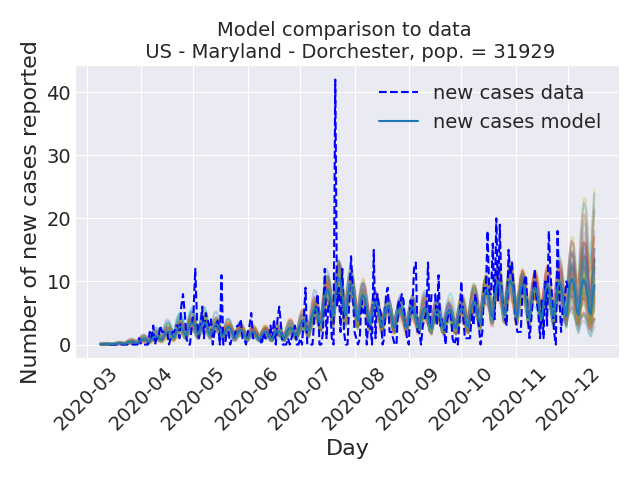 Model comparison to data
US - Maryland - Dorchester, pop. = 31929
Number of new cases reported
40
30
20
10
0
new cases data
new cases model
2020-03
2020-04
2020-05
2020-06
2020-07
2020-08
2020-09
2020-10
2020-11
2020-12
Day